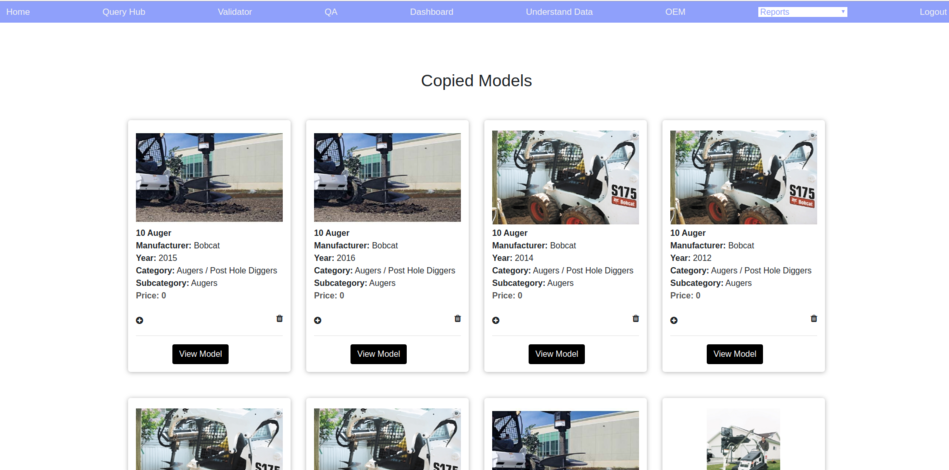 Home Query Hub Validator QA Dashboard Understand Data OEM Reports Logout
Copied Models
S175
Bobcat
S175
Bobcat
10 Auger
Manufacturer: Bobcat
Year: 2015
Category: Augers / Post Hole Diggers
Subcategory: Augers
Price: 0
View Model
10 Auger
Manufacturer: Bobcat
Year: 2016
Category: Augers / Post Hole Diggers
Subcategory: Augers
Price: 0
View Model
10 Auger
Manufacturer: Bobcat
Year: 2014
Category: Augers / Post Hole Diggers
Subcategory: Augers
Price: 0
View Model
10 Auger
Manufacturer: Bobcat
Year: 2012
Category: Augers / Post Hole Diggers
Subcategory: Augers
Price: 0
View Model
S175
S175